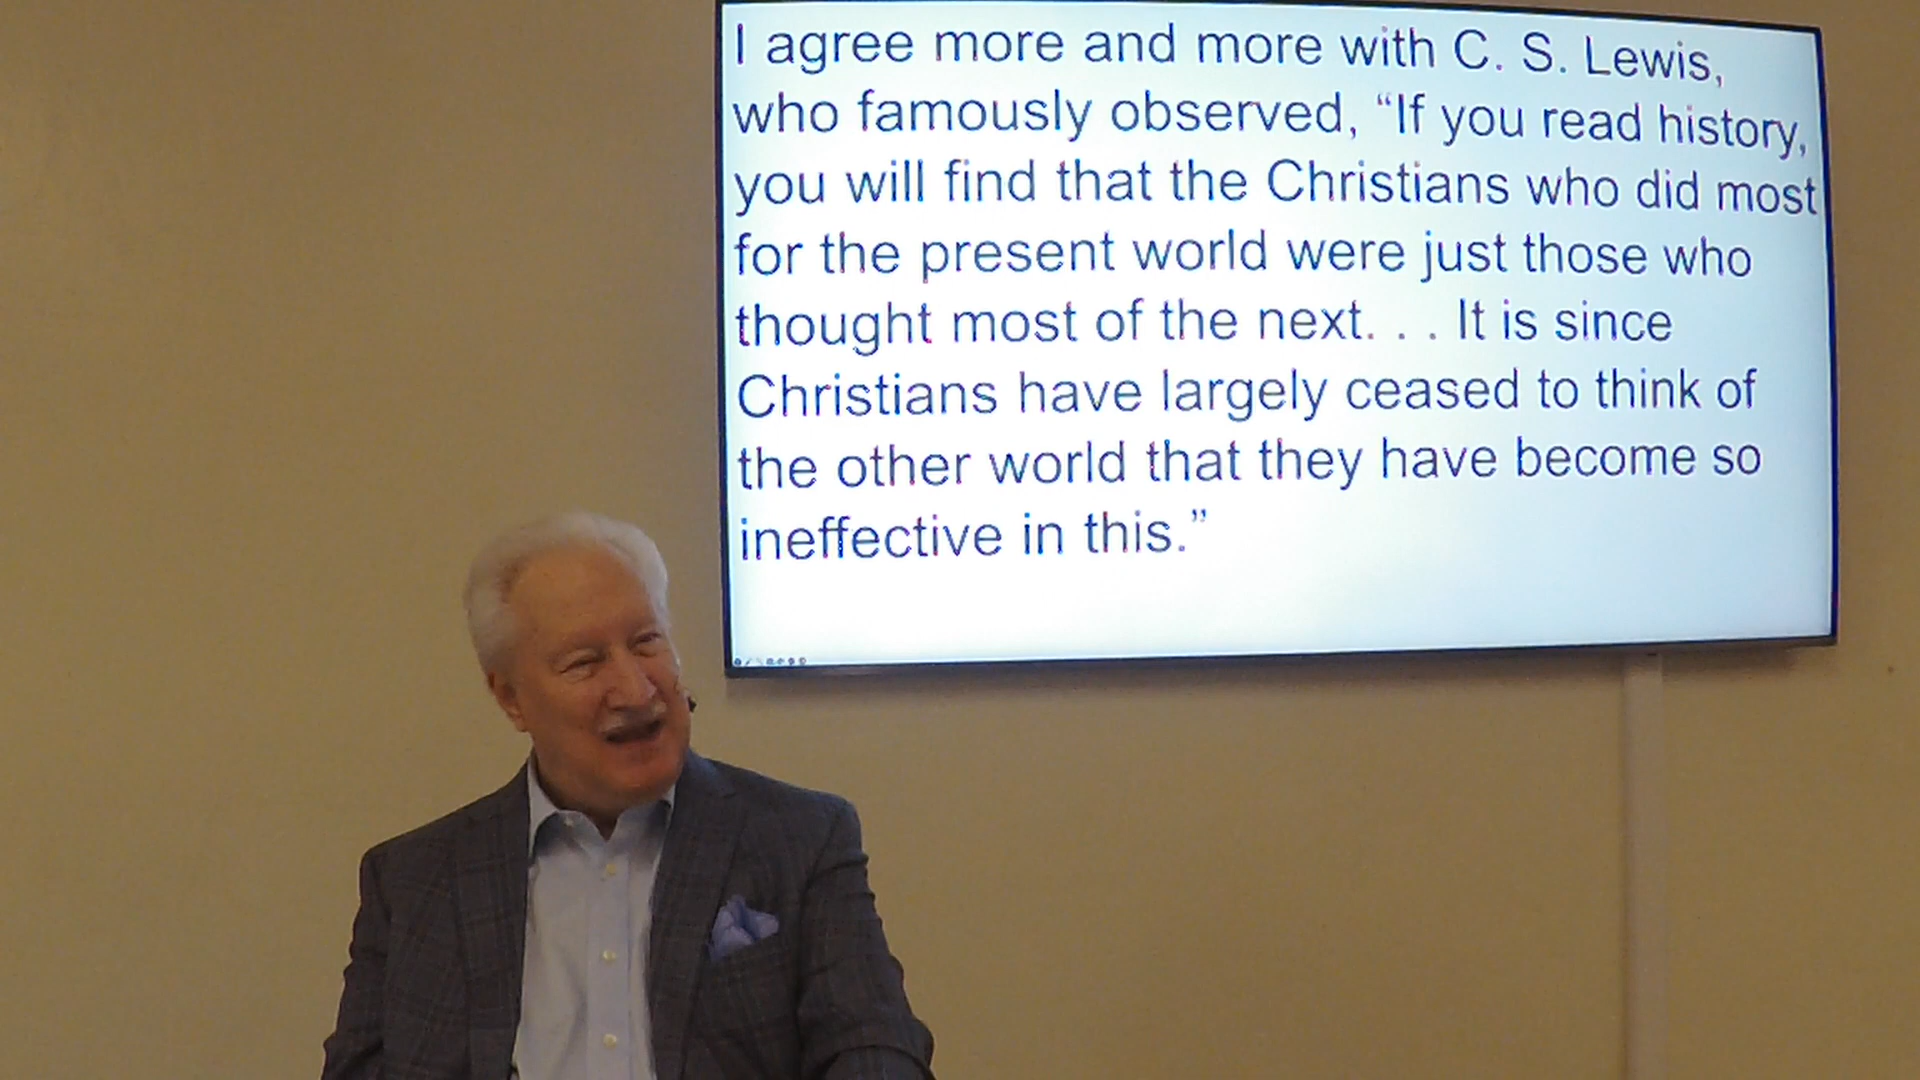 I agree more and more with C. S. Lewis,
who famously observed, “If you read history,
you will find that the Christians who did most
for the present world were just those who
thought most of the next. . . It is since
Christians have largely ceased to think of
the other world that they have become so
ineffective in this.”